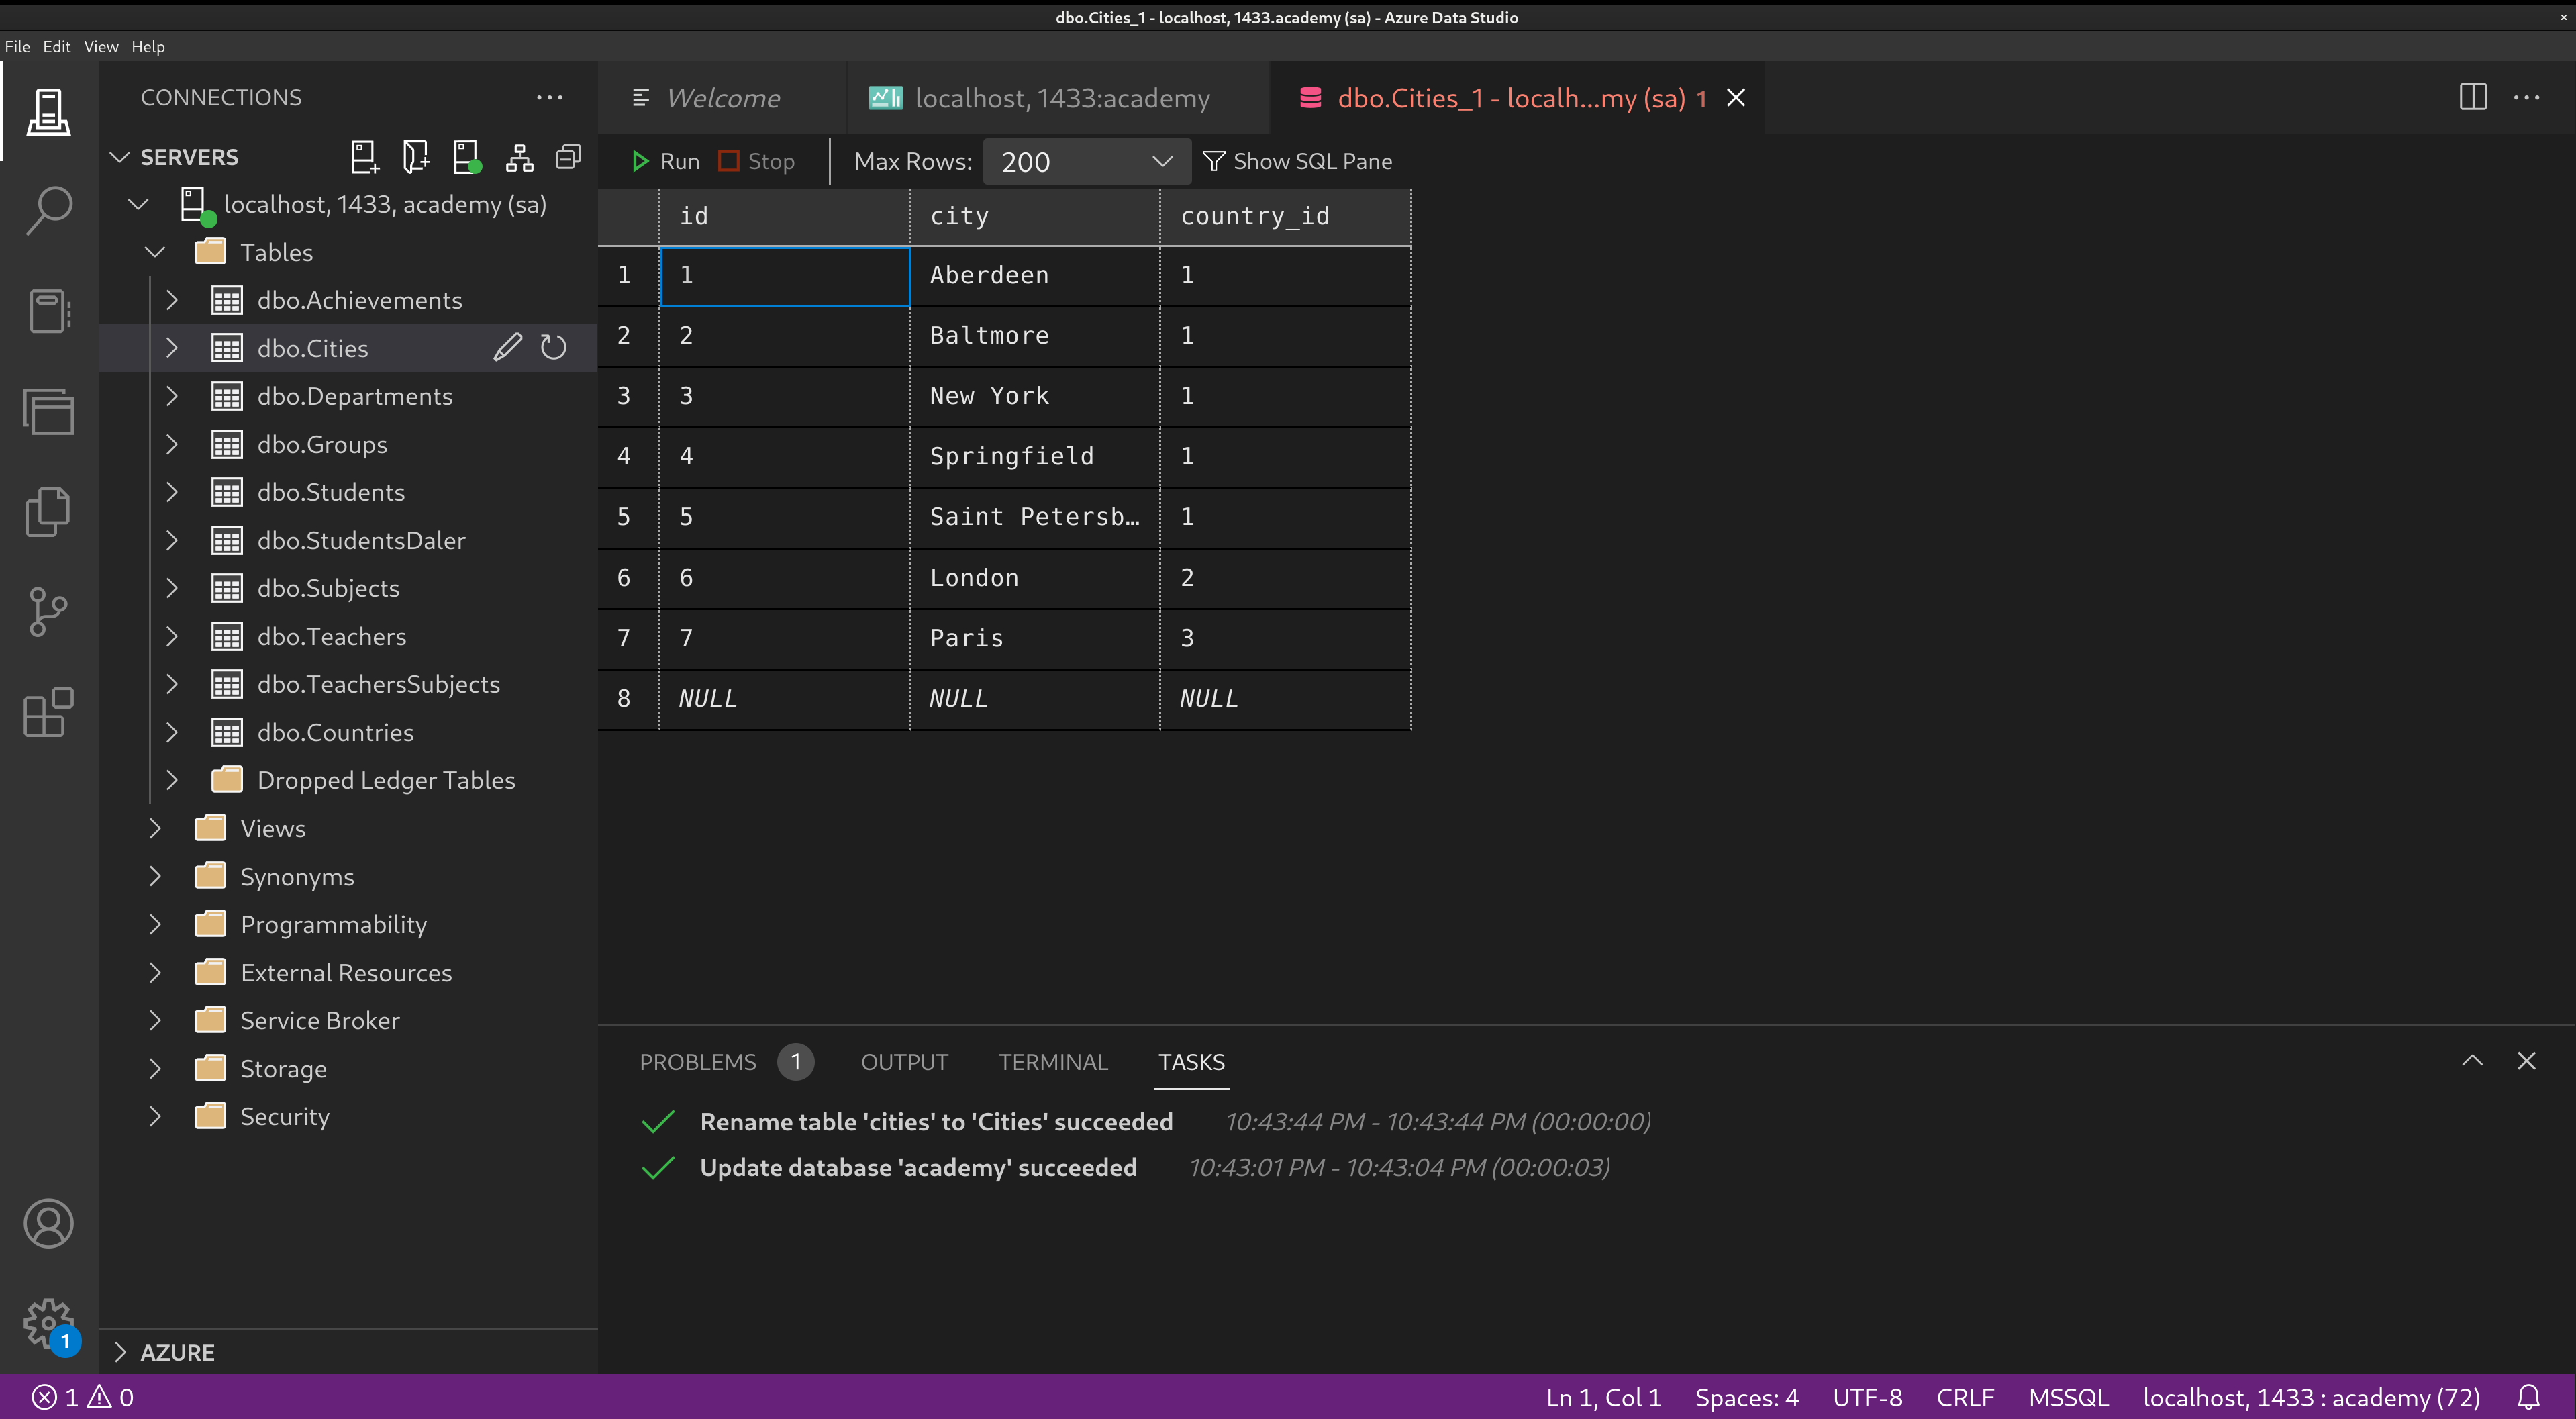 dbo.Cities_1 - localhost, 1433.academy (sa) - Azure Data Studio
File Edit View Help
CONNECTIONS
SERVERS
localhost, 1433, academy (sa)
Tables
dbo.Achievements
dbo.Cities
dbo.Departments
dbo.Groups
dbo.Students
dbo.StudentsDaler
dbo.Subjects
dbo.Teachers
dbo.TeachersSubjects
dbo.Countries
Dropped Ledger Tables
Views
Synonyms
Programmability
External Resources
Service Broker
Storage
Security
1
AZURE
Welcome localhost, 1433:academy dbo.Cities_1 - localh...my (sa) 1
Run Stop Max Rows: 200 Show SQL Pane
id city country_id
1 1 Aberdeen 1
2 2 Baltmore 1
3 3 New York 1
4 4 Springfield 1
5 5 Saint Petersb… 1
6 6 London 2
7 7 Paris 3
8 NULL NULL NULL
PROBLEMS 1 OUTPUT TERMINAL TASKS
Rename table 'cities' to 'Cities' succeeded 10:43:44 PM - 10:43:44 PM (00:00:00)
Update database 'academy' succeeded 10:43:01 PM - 10:43:04 PM (00:00:03)
1 0 Ln 1, Col 1 Spaces: 4 UTF-8 CRLF MSSQL localhost, 1433 : academy (72)